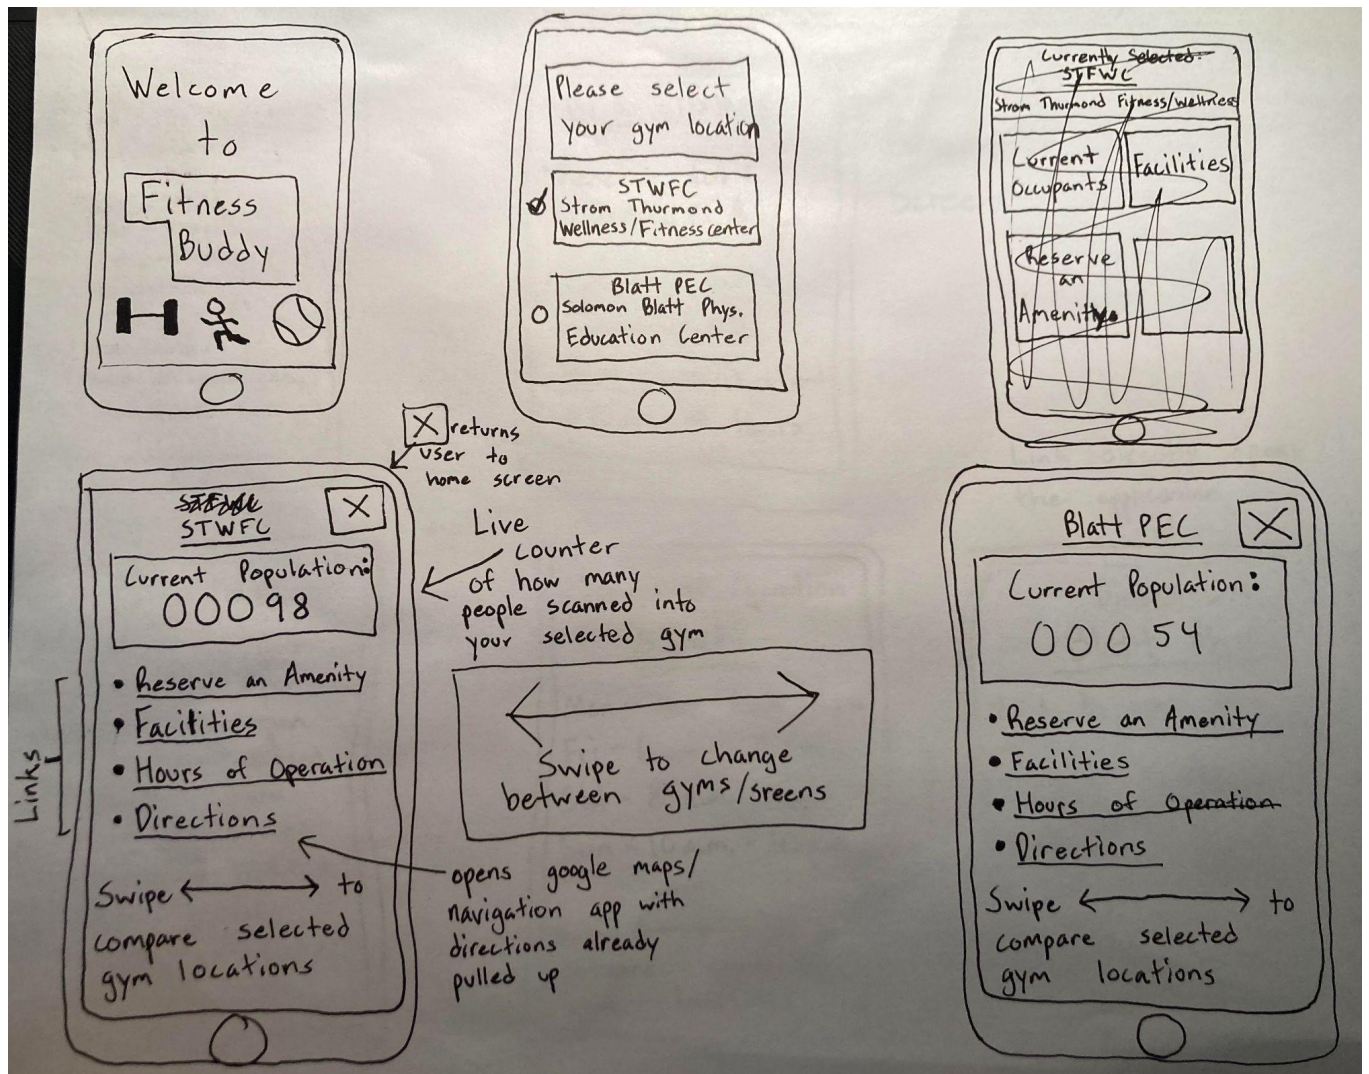 Welcome
to
Fitness
Buddy
Please select
your gym location
STWFC
Strom Thurmond
Wellness/Fitness center
Blatt PEC
Solomon Blatt Phys.
Education Center
Currently Selected:
STFWC
Strom Thurmond Fitness/Wellness
Current
Occupants
Facilities
Reserve
an
Amenity
X returns
user to
home screen
STWFC
X
Current Population:
00098
• Reserve an Amenity
• Facilities
• Hours of Operation
• Directions
Links
Swipe ↔ to
compare selected
gym locations
Live
counter
of how many
people scanned into
your selected gym
Swipe to change
between gyms/sreens
opens google maps/
navigation app with
directions already
pulled up
Blatt PEC
X
Current Population:
00054
• Reserve an Amenity
• Facilities
• Hours of Operation
• Directions
Swipe ↔ to
compare selected
gym locations